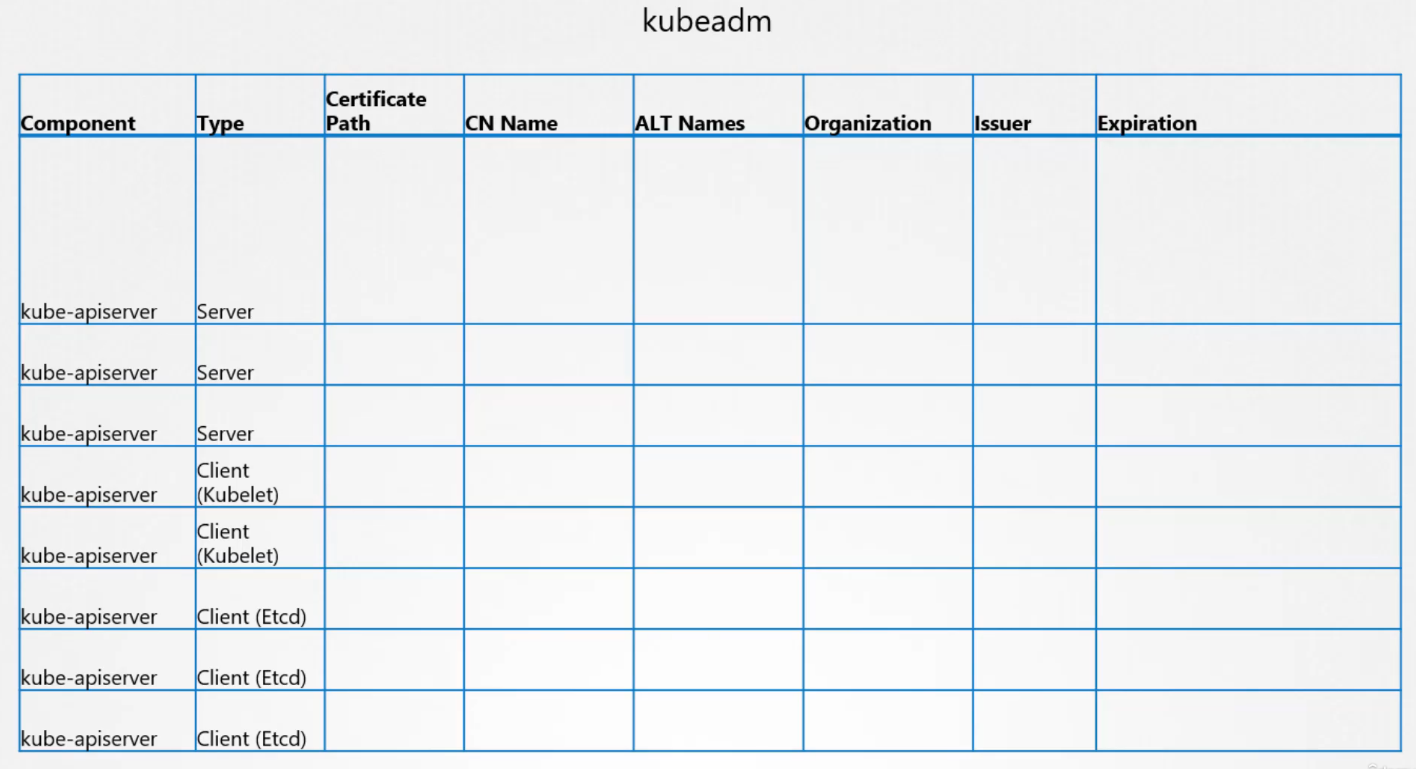 kubeadm
Component Type Certificate Path CN Name ALT Names Organization Issuer Expiration
kube-apiserver Server
kube-apiserver Server
kube-apiserver Server
kube-apiserver Client (Kubelet)
kube-apiserver Client (Kubelet)
kube-apiserver Client (Etcd)
kube-apiserver Client (Etcd)
kube-apiserver Client (Etcd)